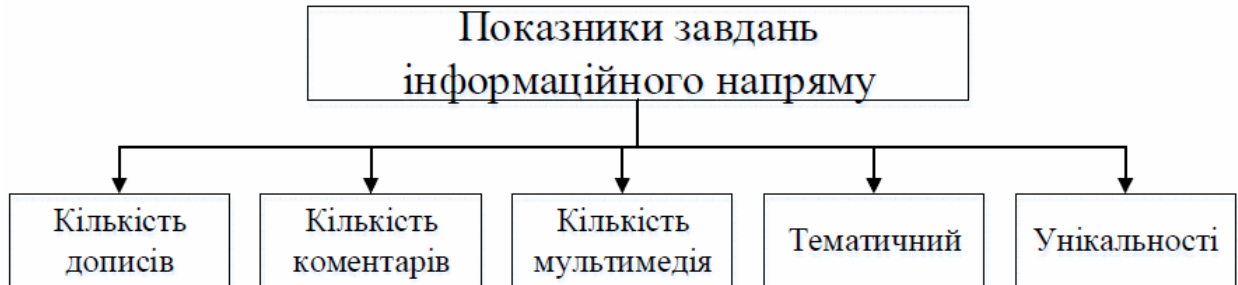 Показники завдань
інформаційного напряму
Кількість
дописів
Кількість
коментарів
Кількість
мультимедія
Тематичний
Унікальності